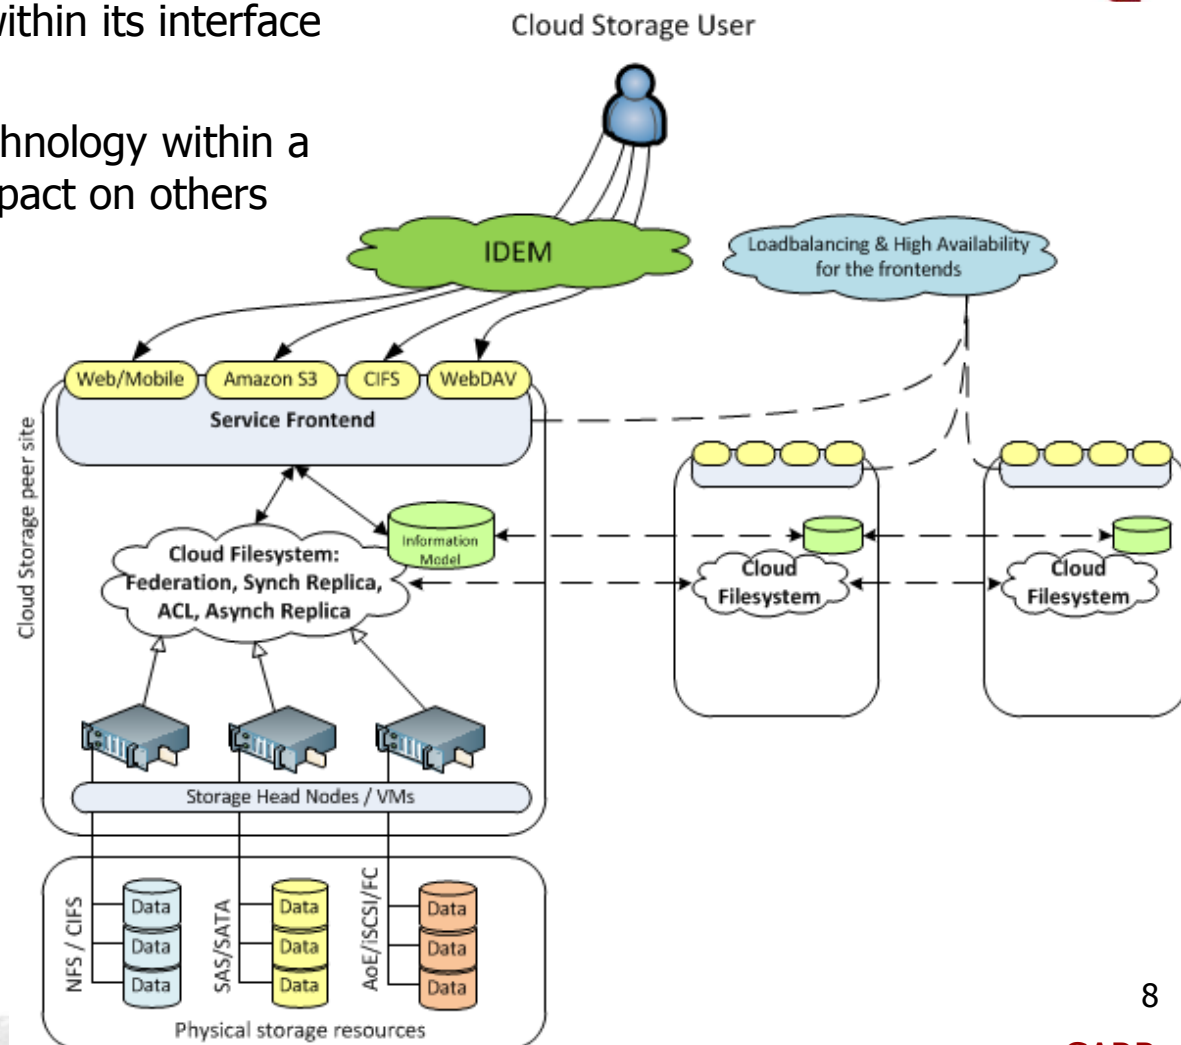 within its interface
Cloud Storage User
chnology within a
pact on others
IDEM
Loadbalancing & High Availability
for the frontends
Web/Mobile
Amazon S3
CIFS
WebDAV
Service Frontend
Cloud Storage peer site
Information
Model
Cloud Filesystem:
Federation, Synch Replica,
ACL, Asynch Replica
Cloud
Filesystem
Cloud
Filesystem
Storage Head Nodes / VMs
NFS / CIFS
Data
Data
Data
SAS/SATA
Data
Data
Data
AoE/iSCSI/FC
Data
Data
Data
Physical storage resources
8